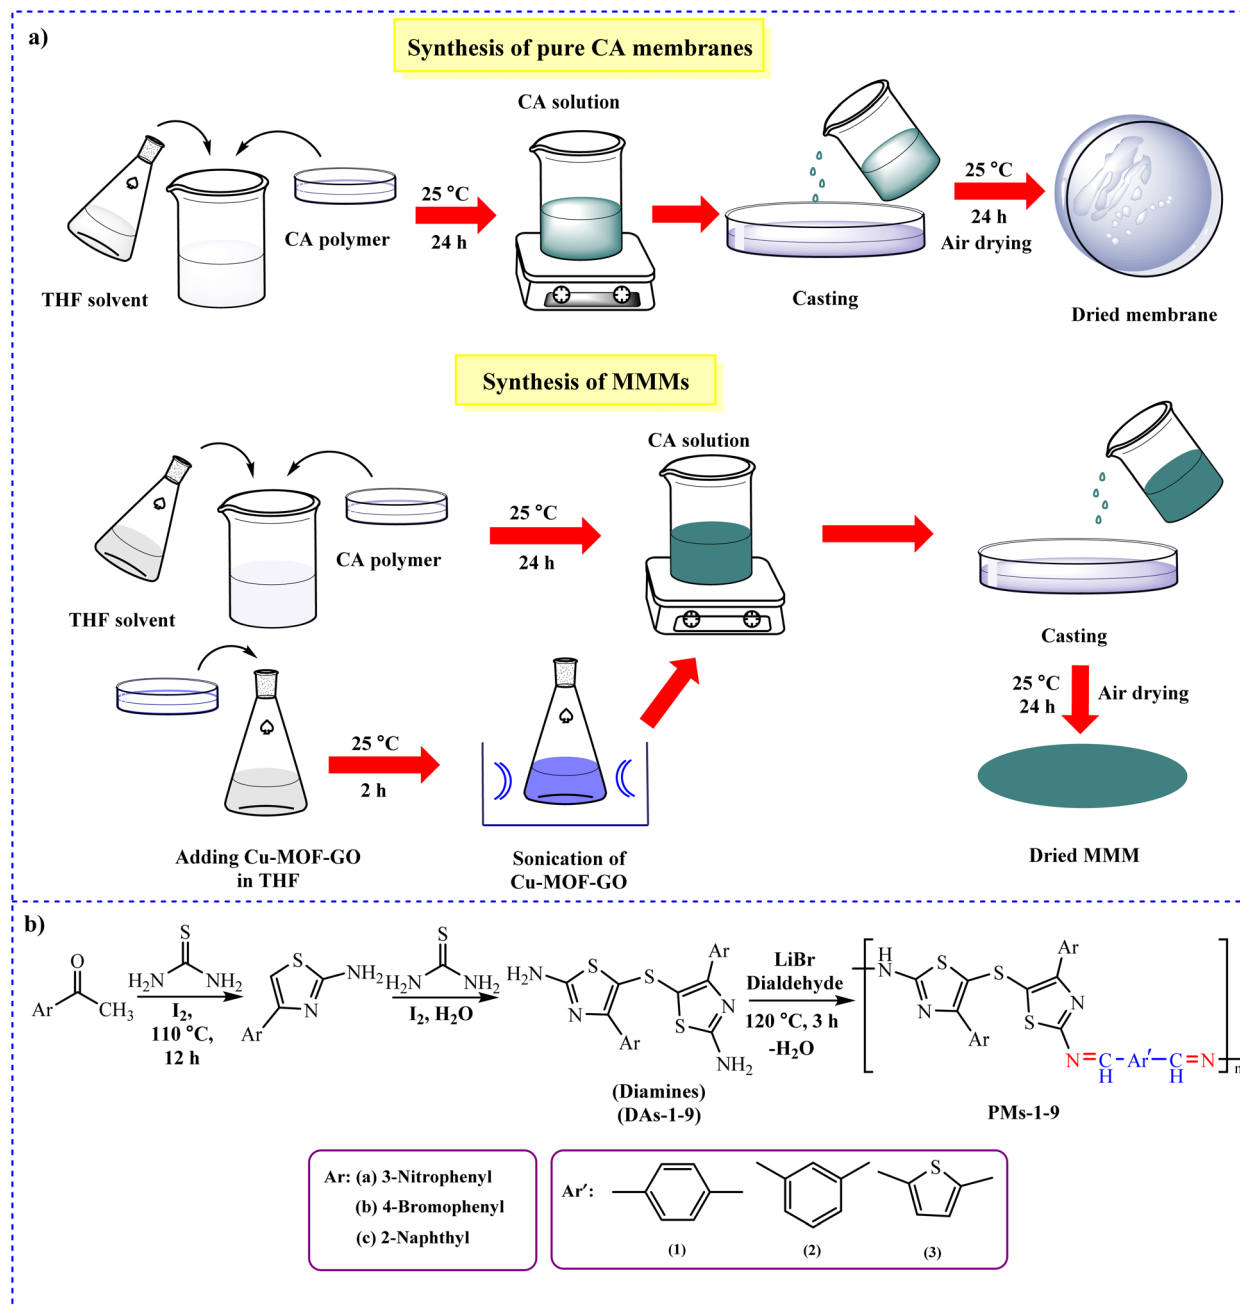 a)
Synthesis of pure CA membranes
CA solution
THF solvent
CA polymer
25 °C
24 h
Casting
25 °C
24 h
Air drying
Dried membrane
Synthesis of MMMs
CA solution
THF solvent
CA polymer
25 °C
24 h
Casting
25 °C
24 h
Air drying
Dried MMM
25 °C
2 h
Adding Cu-MOF-GO
in THF
Sonication of
Cu-MOF-GO
b)
O
Ar
CH3
S
H2N
NH2
I2,
110 °C,
12 h
S
NH2
N
Ar
S
H2N
NH2
I2, H2O
H2N
S
N
Ar
S
Ar
N
S
NH2
(Diamines)
(DAs-1-9)
LiBr
Dialdehyde
120 °C, 3 h
-H2O
H
N
S
N
Ar
S
Ar
N
S
N=CH
Ar′
CH=N
n
PMs-1-9
Ar: (a) 3-Nitrophenyl
(b) 4-Bromophenyl
(c) 2-Naphthyl
Ar′:
S
(1)
(2)
(3)